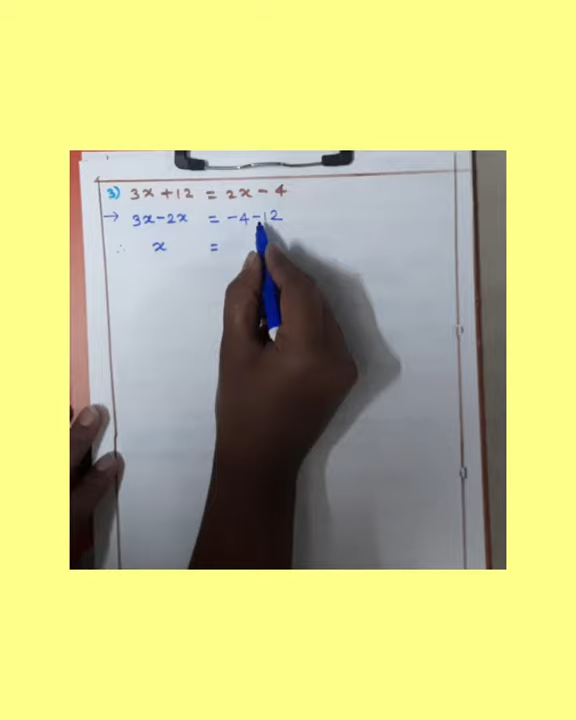 3) 3x + 12 = 2x - 4
→ 3x - 2x = -4 - 12
∴ x =